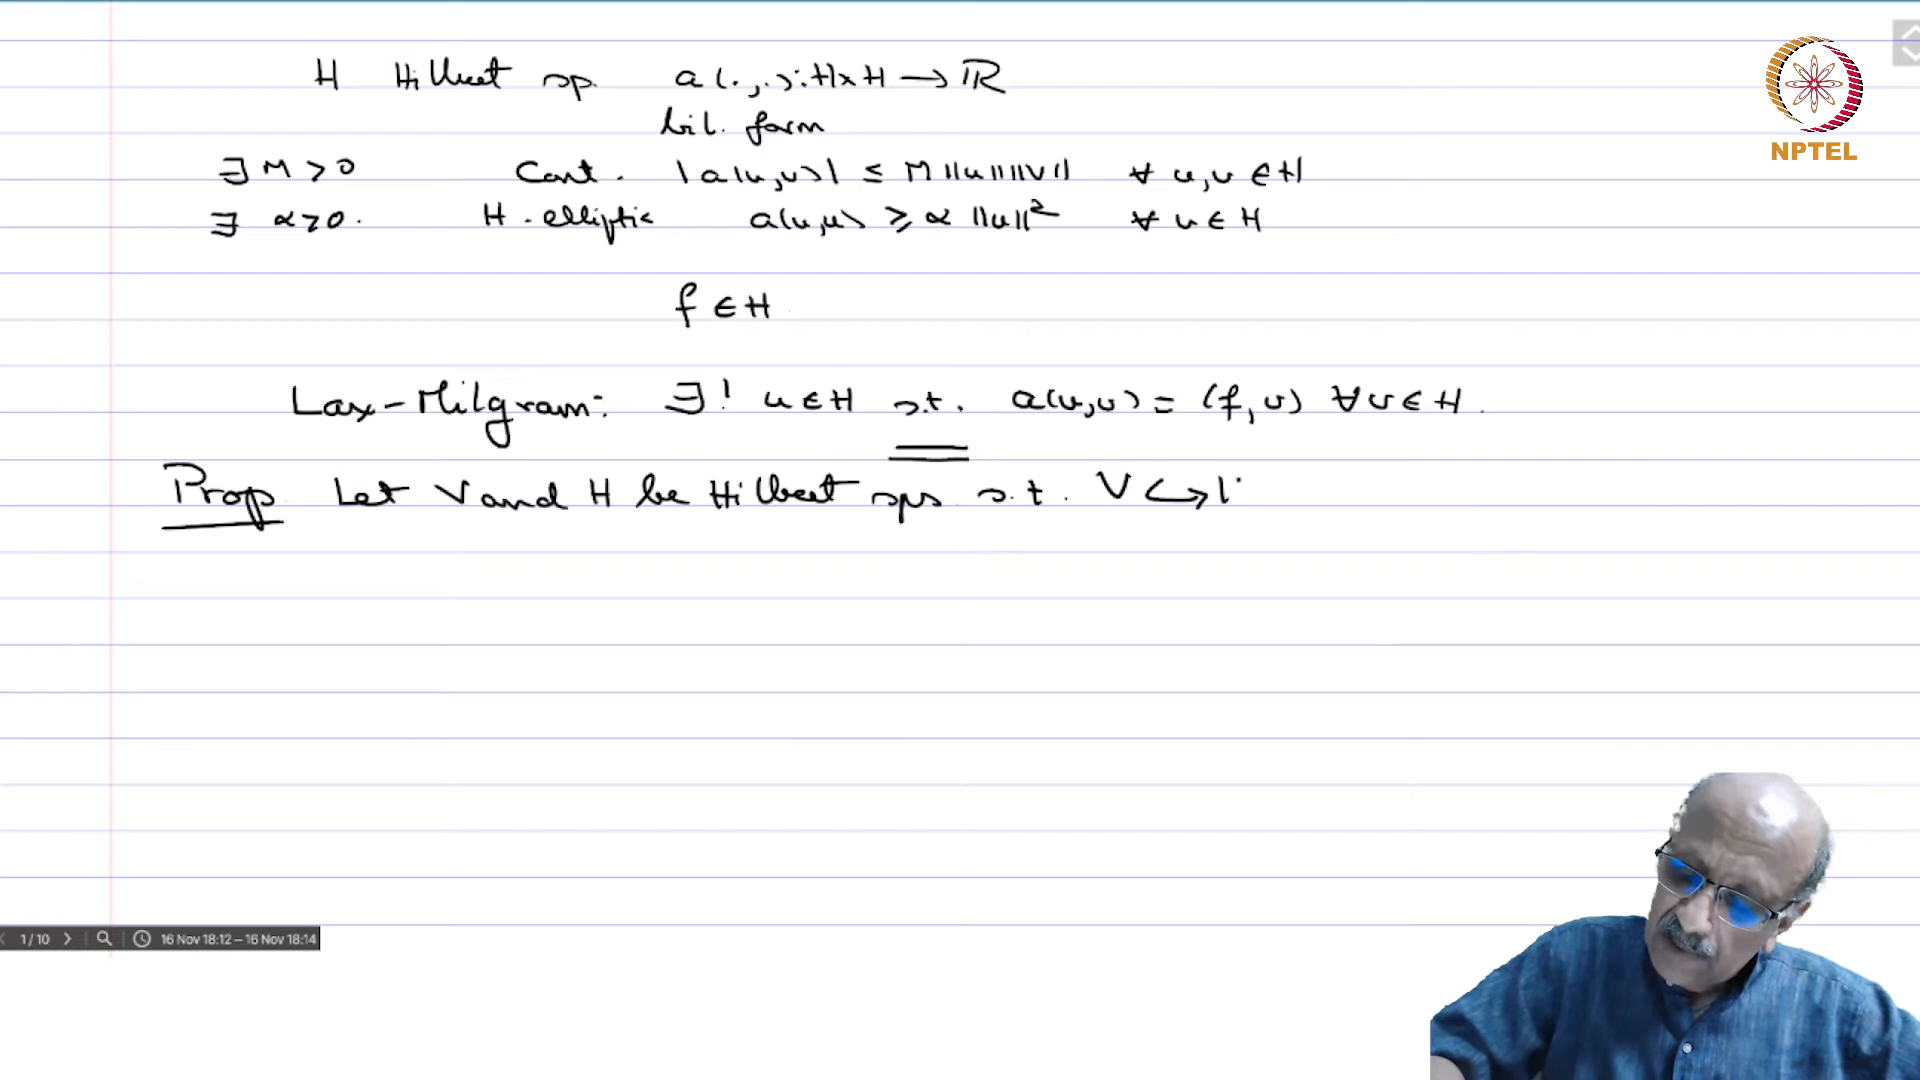 H Hilbert sp. a(.,.): H×H → ℝ
bil. form
∃ M > 0 Cont. |a(u,v)| ≤ M ||u|| ||v|| ∀ u,v ∈ H
∃ α > 0. H-elliptic a(u,u) ≥ α ||u||² ∀ u ∈ H
f ∈ H
Lax-Milgram: ∃! u ∈ H s.t. a(u,v) = (f,v) ∀ v ∈ H.
Prop. Let V and H be Hilbert sps s.t. V ↪
NPTEL
1/10 16 Nov 18:12 – 16 Nov 18:14